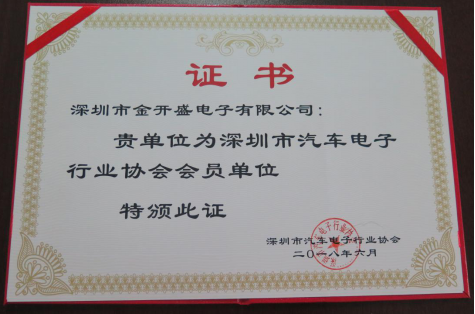 证书
深圳市金开盛电子有限公司：
贵单位为深圳市汽车电子
行业协会会员单位
特颁此证
深圳市汽车电子行业协会
二〇一八年六月